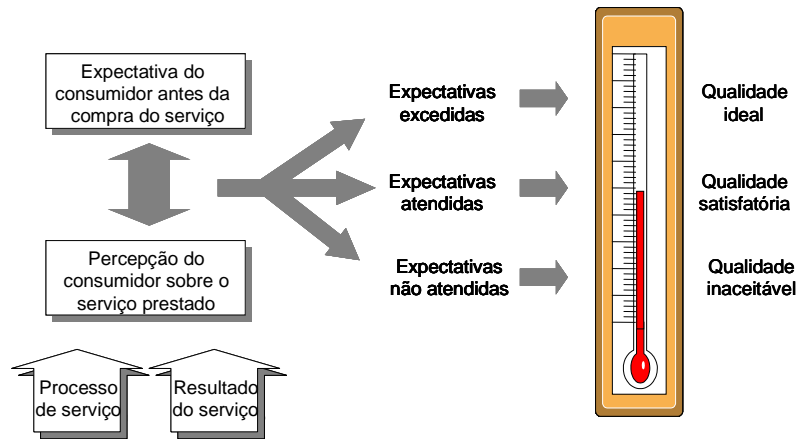 Expectativa do
consumidor antes da
compra do serviço
Percepção do
consumidor sobre o
serviço prestado
Processo
de serviço
Resultado
do serviço
Expectativas
excedidas
Expectativas
atendidas
Expectativas
não atendidas
Qualidade
ideal
Qualidade
satisfatória
Qualidade
inaceitável